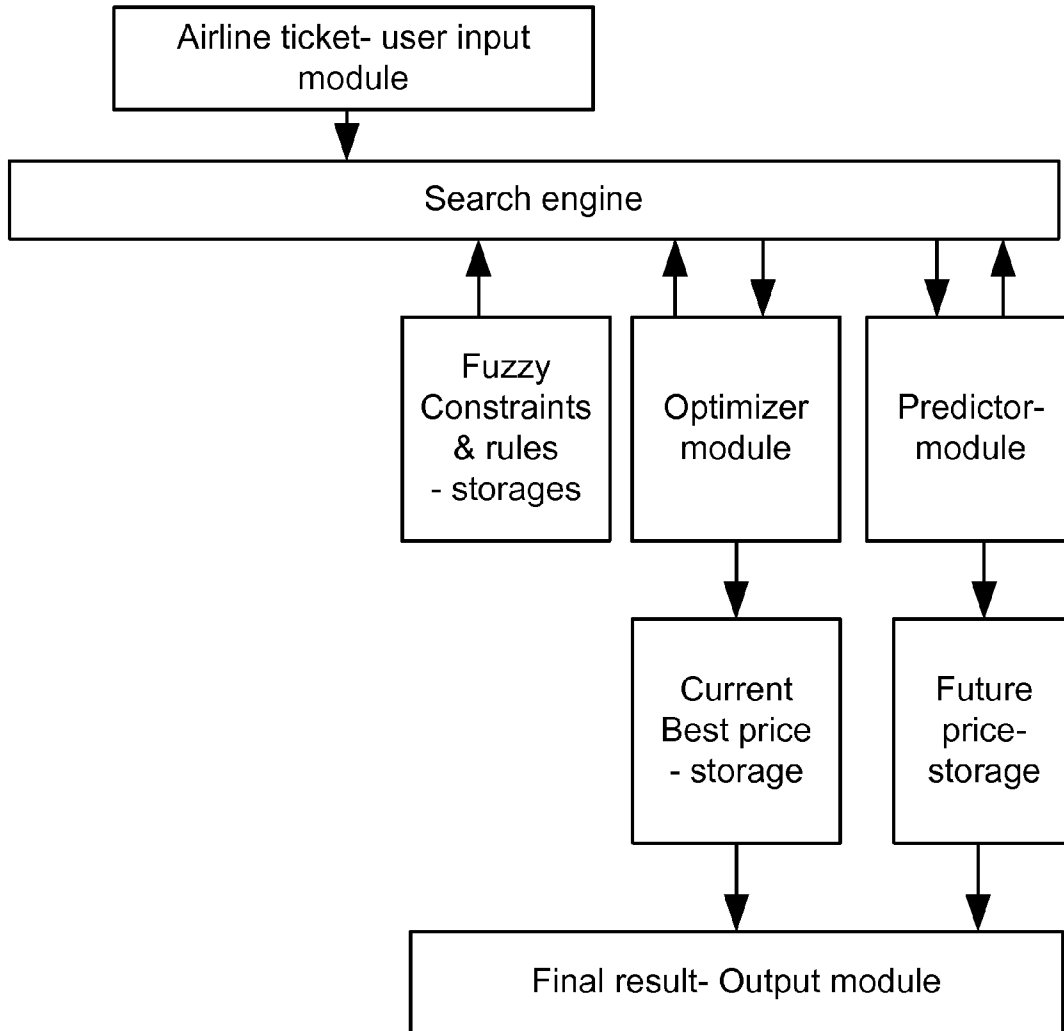 Airline ticket- user input
module
Search engine
Fuzzy
Constraints
& rules
- storages
Optimizer
module
Predictor-
module
Current
Best price
- storage
Future
price-
storage
Final result- Output module